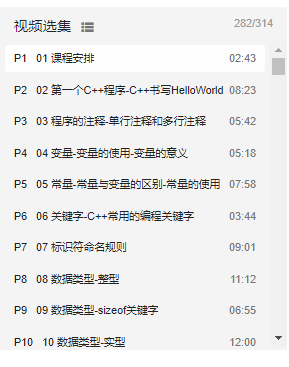 视频选集 282/314
P1 01 课程安排 02:43
P2 02 第一个C++程序-C++书写HelloWorld 08:23
P3 03 程序的注释-单行注释和多行注释 05:42
P4 04 变量-变量的使用-变量的意义 05:18
P5 05 常量-常量与变量的区别-常量的使用 07:58
P6 06 关键字-C++常用的编程关键字 03:44
P7 07 标识符命名规则 09:01
P8 08 数据类型-整型 11:12
P9 09 数据类型-sizeof关键字 06:55
P10 10 数据类型-实型 12:00